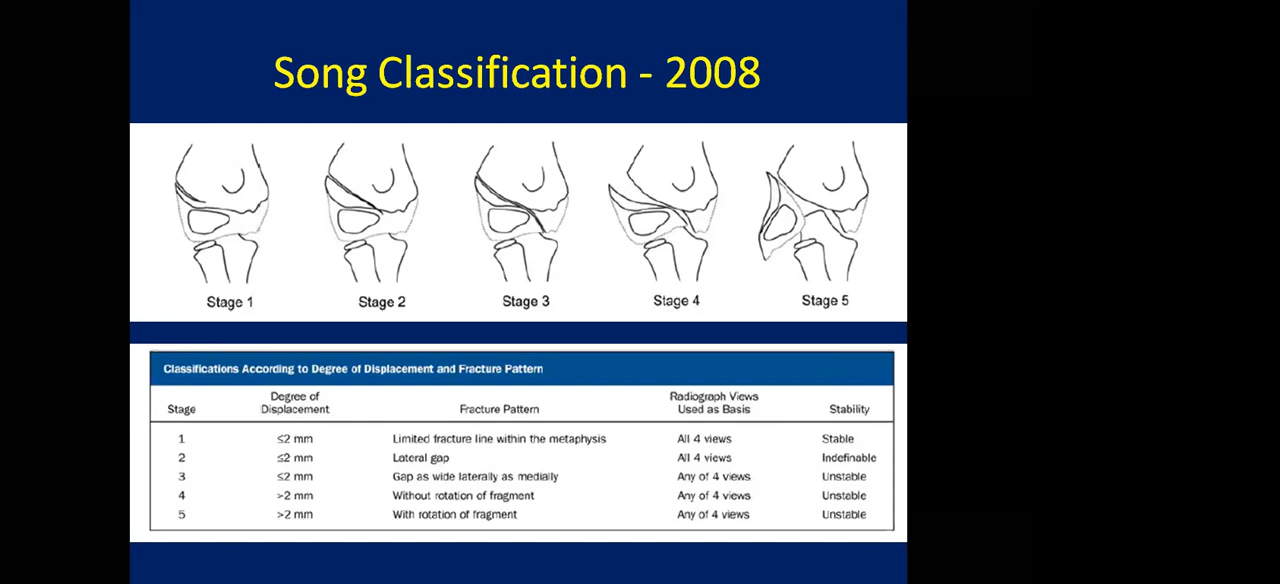 Song Classification - 2008
Stage 1 Stage 2 Stage 3 Stage 4 Stage 5
Classifications According to Degree of Displacement and Fracture Pattern
Stage Degree of Displacement Fracture Pattern Radiograph Views Used as Basis Stability
1 ≤2 mm Limited fracture line within the metaphysis All 4 views Stable
2 ≤2 mm Lateral gap All 4 views Indefinable
3 ≤2 mm Gap as wide laterally as medially Any of 4 views Unstable
4 >2 mm Without rotation of fragment Any of 4 views Unstable
5 >2 mm With rotation of fragment Any of 4 views Unstable